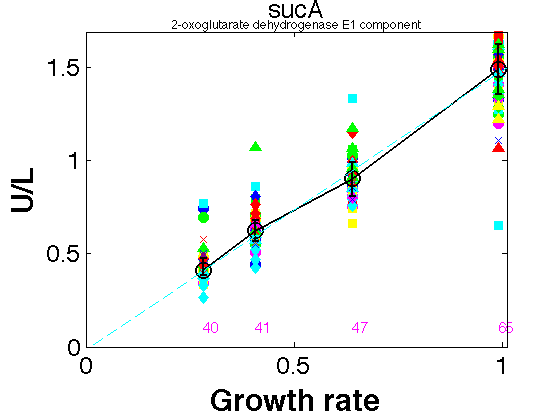 sucA
2-oxoglutarate dehydrogenase E1 component
1.5
1
0.5
0
U/L
40
41
47
65
0
0.5
1
Growth rate